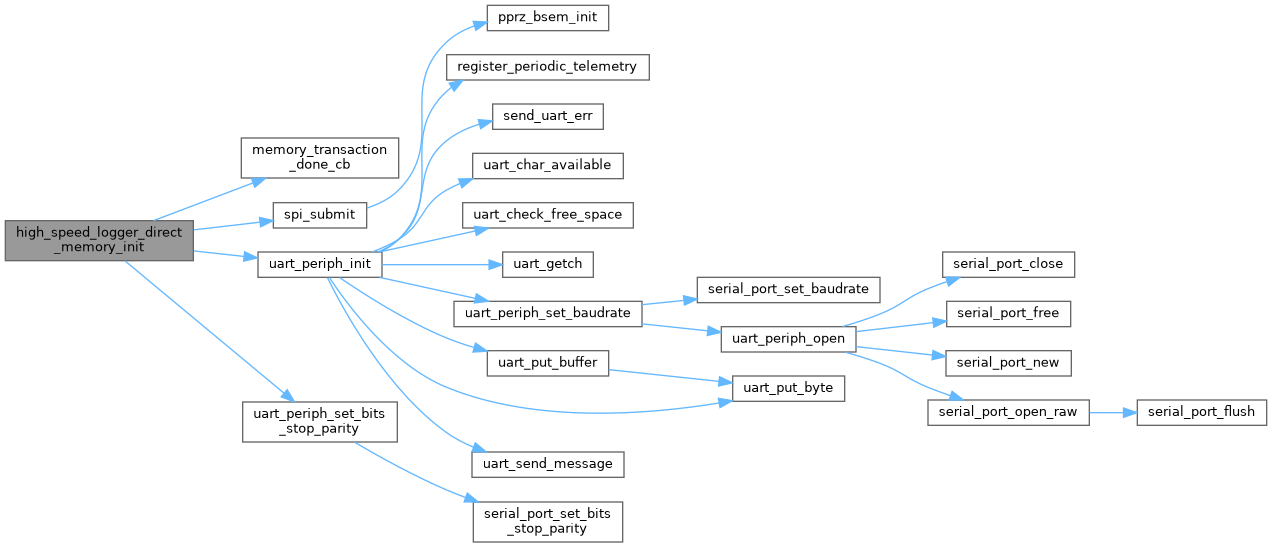 high_speed_logger_direct
_memory_init
memory_transaction
_done_cb
spi_submit
uart_periph_init
uart_periph_set_bits
_stop_parity
pprz_bsem_init
register_periodic_telemetry
send_uart_err
uart_char_available
uart_check_free_space
uart_getch
uart_periph_set_baudrate
uart_put_buffer
uart_send_message
serial_port_set_bits
_stop_parity
serial_port_set_baudrate
uart_periph_open
uart_put_byte
serial_port_close
serial_port_free
serial_port_new
serial_port_open_raw
serial_port_flush